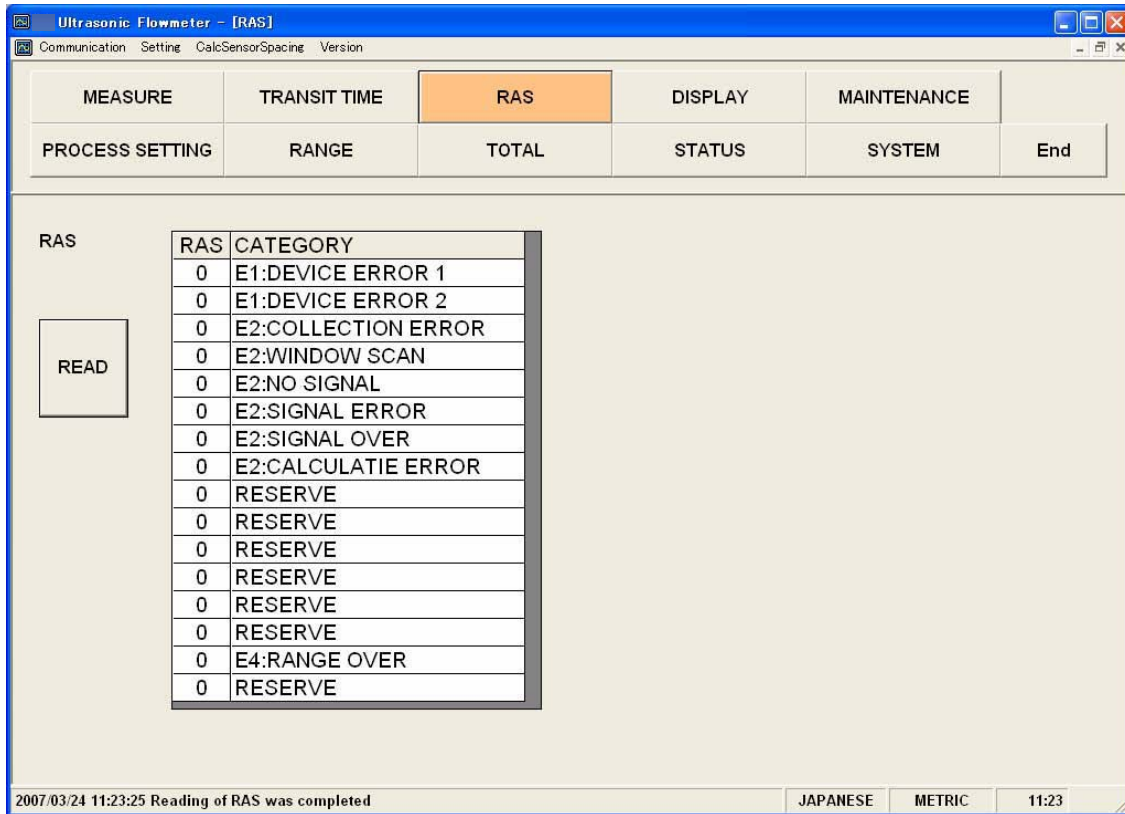 Ultrasonic Flowmeter - [RAS]
Communication Setting CalcSensorSpacing Version
MEASURE TRANSIT TIME RAS DISPLAY MAINTENANCE
PROCESS SETTING RANGE TOTAL STATUS SYSTEM End
RAS
READ
RAS CATEGORY
0 E1:DEVICE ERROR 1
0 E1:DEVICE ERROR 2
0 E2:COLLECTION ERROR
0 E2:WINDOW SCAN
0 E2:NO SIGNAL
0 E2:SIGNAL ERROR
0 E2:SIGNAL OVER
0 E2:CALCULATIE ERROR
0 RESERVE
0 RESERVE
0 RESERVE
0 RESERVE
0 RESERVE
0 RESERVE
0 E4:RANGE OVER
0 RESERVE
2007/03/24 11:23:25 Reading of RAS was completed JAPANESE METRIC 11:23